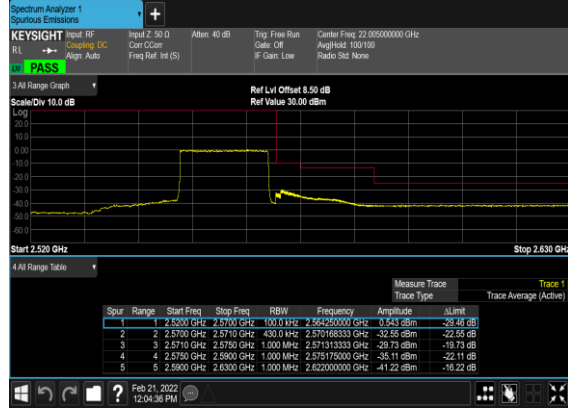 Spectrum Analyzer 1
Spurious Emissions
+
KEYSIGHT Input: RF Input Z: 50 Ω Atten: 40 dB Trig: Free Run Center Freq: 22.005000000 GHz
RL Coupling: DC Corr CCorr Gate: Off Avg|Hold: 100/100
Align: Auto Freq Ref: Int (S) IF Gain: Low Radio Std: None
PASS
3 All Range Graph
Ref Lvl Offset 8.50 dB
Scale/Div 10.0 dB Ref Value 30.00 dBm
Log
20.0
10.0
0.00
-10.0
-20.0
-30.0
-40.0
-50.0
-60.0
Start 2.520 GHz Stop 2.630 GHz
4 All Range Table
Measure Trace Trace 1
Trace Type Trace Average (Active)
Spur Range Start Freq Stop Freq RBW Frequency Amplitude ΔLimit
1 1 2.5200 GHz 2.5700 GHz 100.0 kHz 2.564250000 GHz 0.543 dBm -29.46 dB
2 2 2.5700 GHz 2.5710 GHz 430.0 kHz 2.570168333 GHz -32.55 dBm -22.55 dB
3 3 2.5710 GHz 2.5750 GHz 1.000 MHz 2.571313333 GHz -29.73 dBm -19.73 dB
4 4 2.5750 GHz 2.5900 GHz 1.000 MHz 2.575175000 GHz -35.11 dBm -22.11 dB
5 5 2.5900 GHz 2.6300 GHz 1.000 MHz 2.622000000 GHz -41.22 dBm -16.22 dB
? Feb 21, 2022
12:04:36 PM